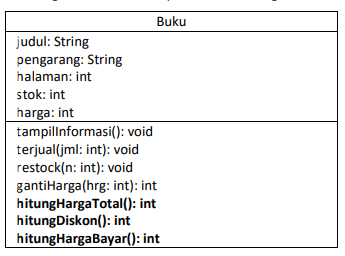 Buku
judul: String
pengarang: String
halaman: int
stok: int
harga: int
tampilInformasi(): void
terjual(jml: int): void
restock(n: int): void
gantiHarga(hrg: int): int
hitungHargaTotal(): int
hitungDiskon(): int
hitungHargaBayar(): int